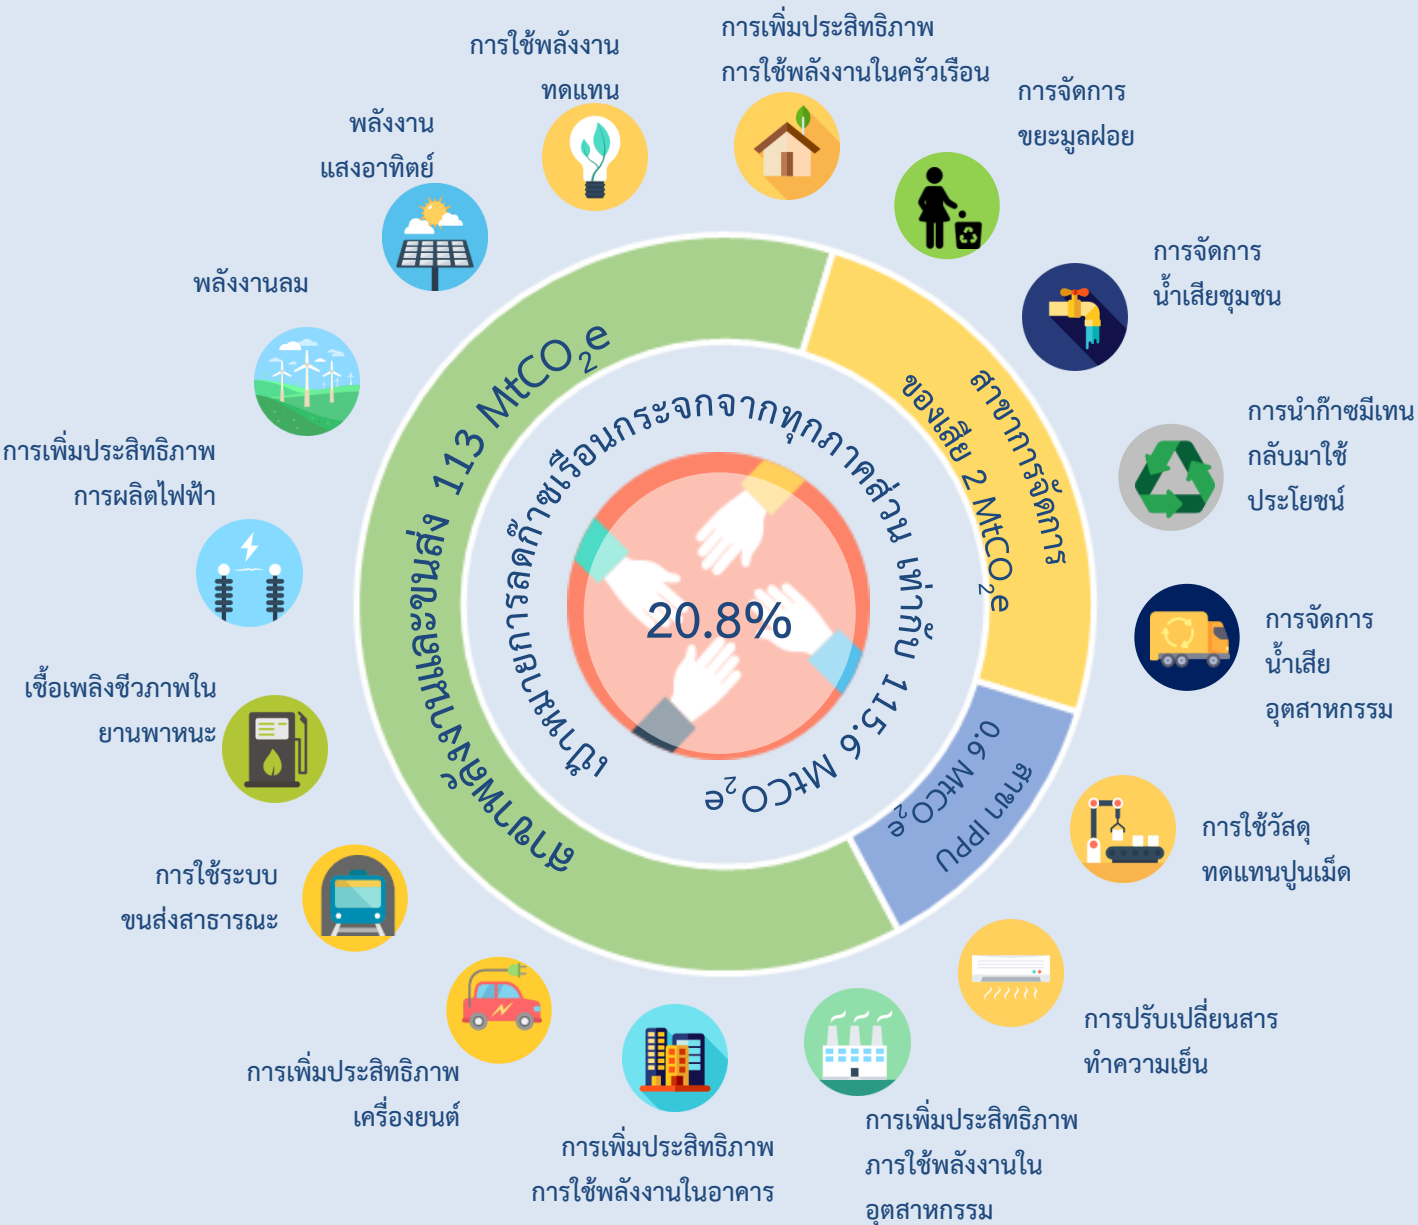 การเพิ่มประสิทธิภาพ
การใช้พลังงานในครัวเรือน
การใช้พลังงาน
ทดแทน
การจัดการ
ขยะมูลฝอย
พลังงาน
แสงอาทิตย์
การจัดการ
น้ำเสียชุมชน
พลังงานลม
การนำก๊าซมีเทน
กลับมาใช้
ประโยชน์
การเพิ่มประสิทธิภาพ
การผลิตไฟฟ้า
การจัดการ
น้ำเสีย
อุตสาหกรรม
เชื้อเพลิงชีวภาพใน
ยานพาหนะ
การใช้วัสดุ
ทดแทนปูนเม็ด
การใช้ระบบ
ขนส่งสาธารณะ
การปรับเปลี่ยนสาร
ทำความเย็น
การเพิ่มประสิทธิภาพ
เครื่องยนต์
การเพิ่มประสิทธิภาพ
การใช้พลังงานในอาคาร
การเพิ่มประสิทธิภาพ
ภารใช้พลังงานใน
อุตสาหกรรม
สาขาพลังงานและขนส่ง 113 MtCO₂e
สาขาการจัดการ
ของเสีย 2 MtCO₂e
สาขา IPPU
0.6 MtCO₂e
เป้าหมายการลดก๊าซเรือนกระจกจากทุกภาคส่วน เท่ากับ 115.6 MtCO₂e
20.8%